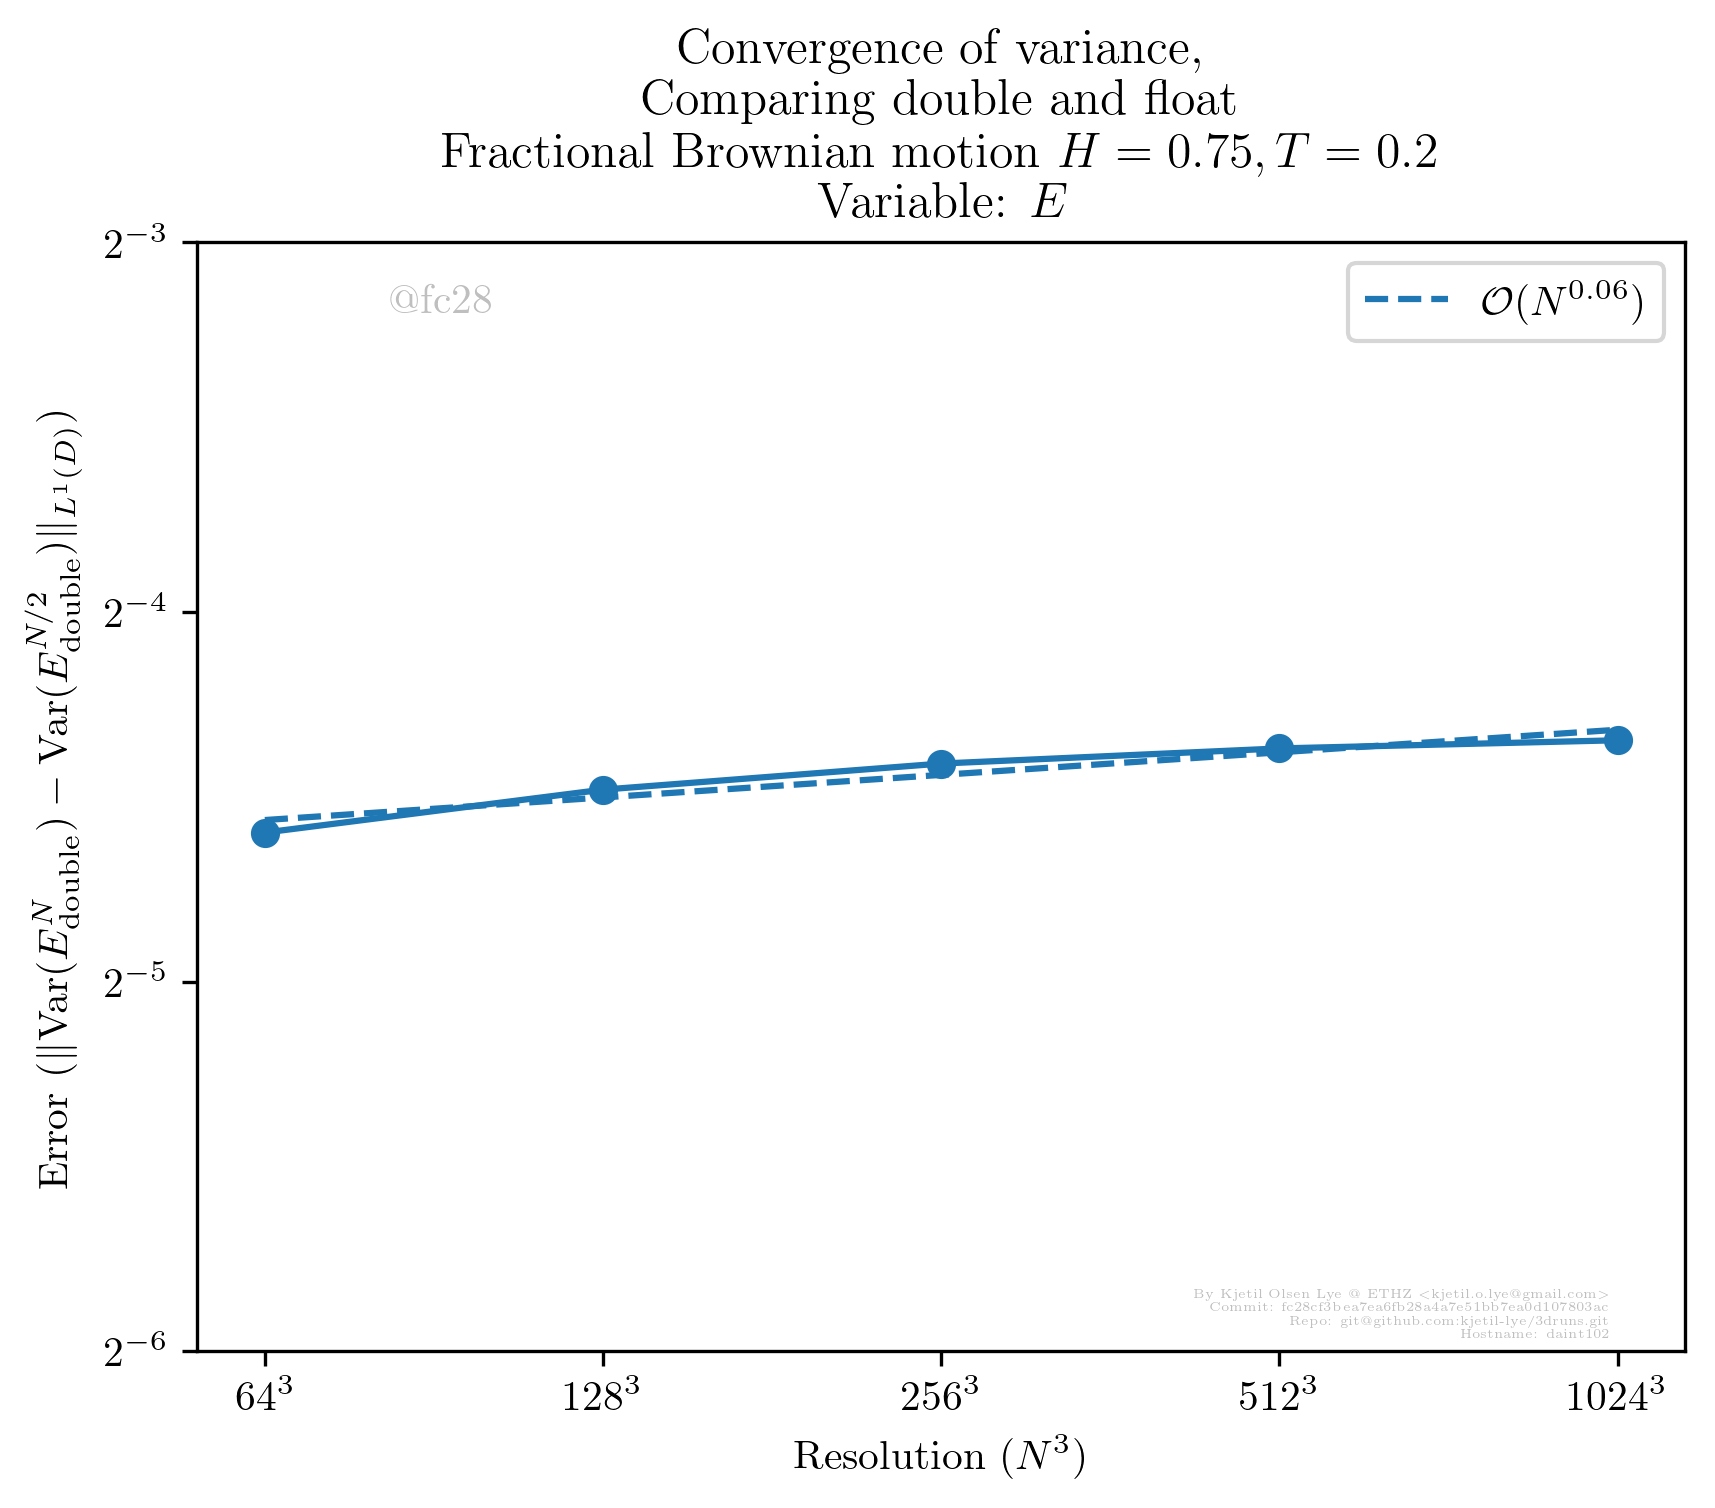 Convergence of variance,
Comparing double and float
Fractional Brownian motion H = 0.75, T = 0.2
Variable: E
@fc28
O(N^0.06)
Error (||Var(E^N_double) − Var(E^N/2_double)||_L^1(D))
2^−3
2^−4
2^−5
2^−6
By Kjetil Olsen Lye @ ETHZ <kjetil.o.lye@gmail.com>
Commit: fc28cf3bea7ea6fb28a4a7e51bb7ea0d107803ac
Repo: git@github.com:kjetil-lye/3druns.git
Hostname: daint102
64^3 128^3 256^3 512^3 1024^3
Resolution (N^3)